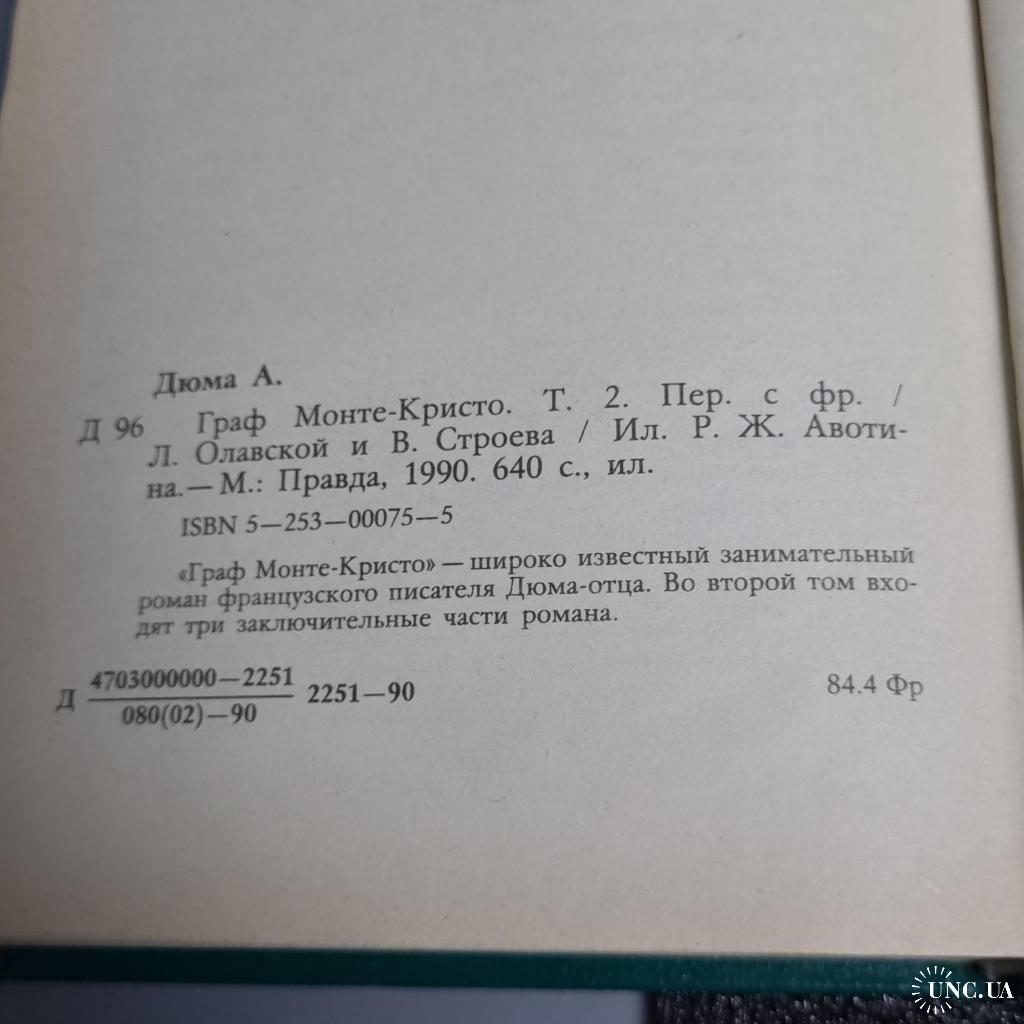 Дюма А.
Д 96 Граф Монте-Кристо. Т. 2. Пер. с фр. /
Л. Олавской и В. Строева / Ил. Р. Ж. Авоти-
на.— М.: Правда, 1990. 640 с., ил.
ISBN 5—253—00075—5
«Граф Монте-Кристо» — широко известный занимательный
роман французского писателя Дюма-отца. Во второй том вхо-
дят три заключительные части романа.
4703000000—2251
Д 2251—90 84.4 Фр
080(02)—90
UNC.UA